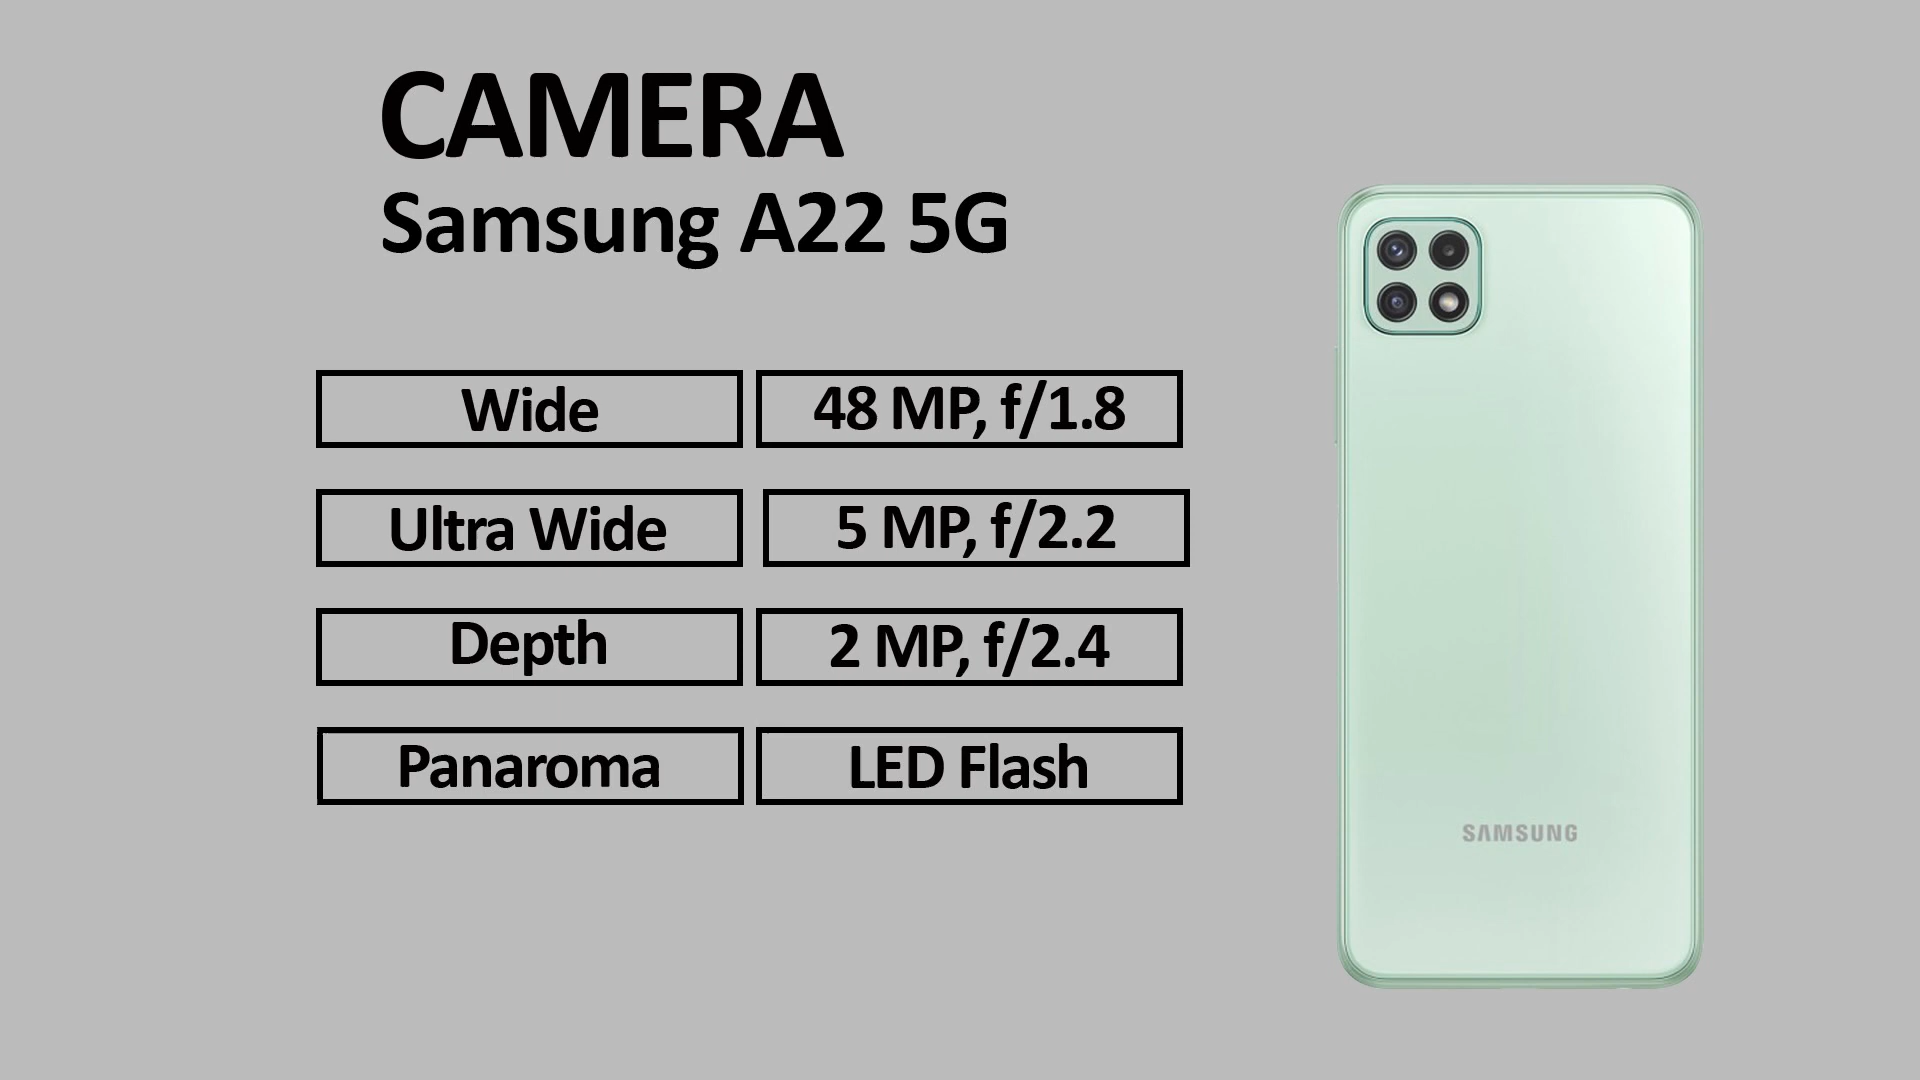 CAMERA
Samsung A22 5G
Wide 48 MP, f/1.8
Ultra Wide 5 MP, f/2.2
Depth 2 MP, f/2.4
Panaroma LED Flash
SAMSUNG